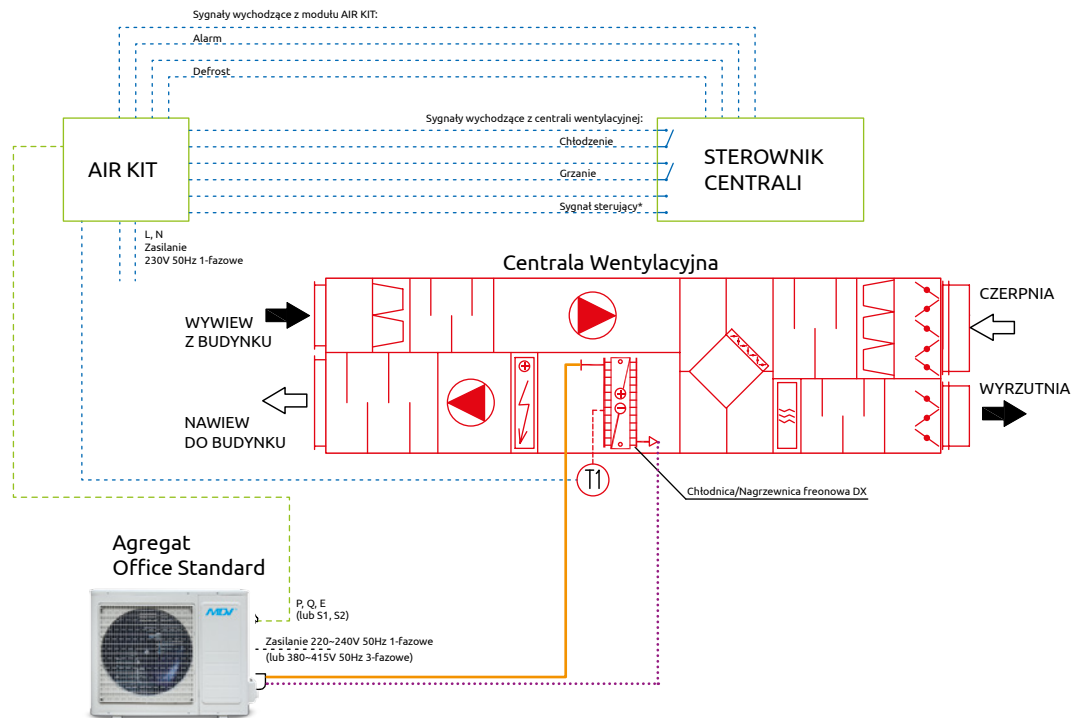 Sygnały wychodzące z modułu AIR KIT:
Alarm
Defrost
Sygnały wychodzące z centrali wentylacyjnej:
Chłodzenie
Grzanie
Sygnał sterujący*
AIR KIT
STEROWNIK
CENTRALI
L, N
Zasilanie
230V 50Hz 1-fazowe
Centrala Wentylacyjna
WYWIEW
Z BUDYNKU
CZERPNIA
NAWIEW
DO BUDYNKU
WYRZUTNIA
T1
Chłodnica/Nagrzewnica freonowa DX
Agregat
Office Standard
MDV
P, Q, E
(lub S1, S2)
Zasilanie 220~240V 50Hz 1-fazowe
(lub 380~415V 50Hz 3-fazowe)